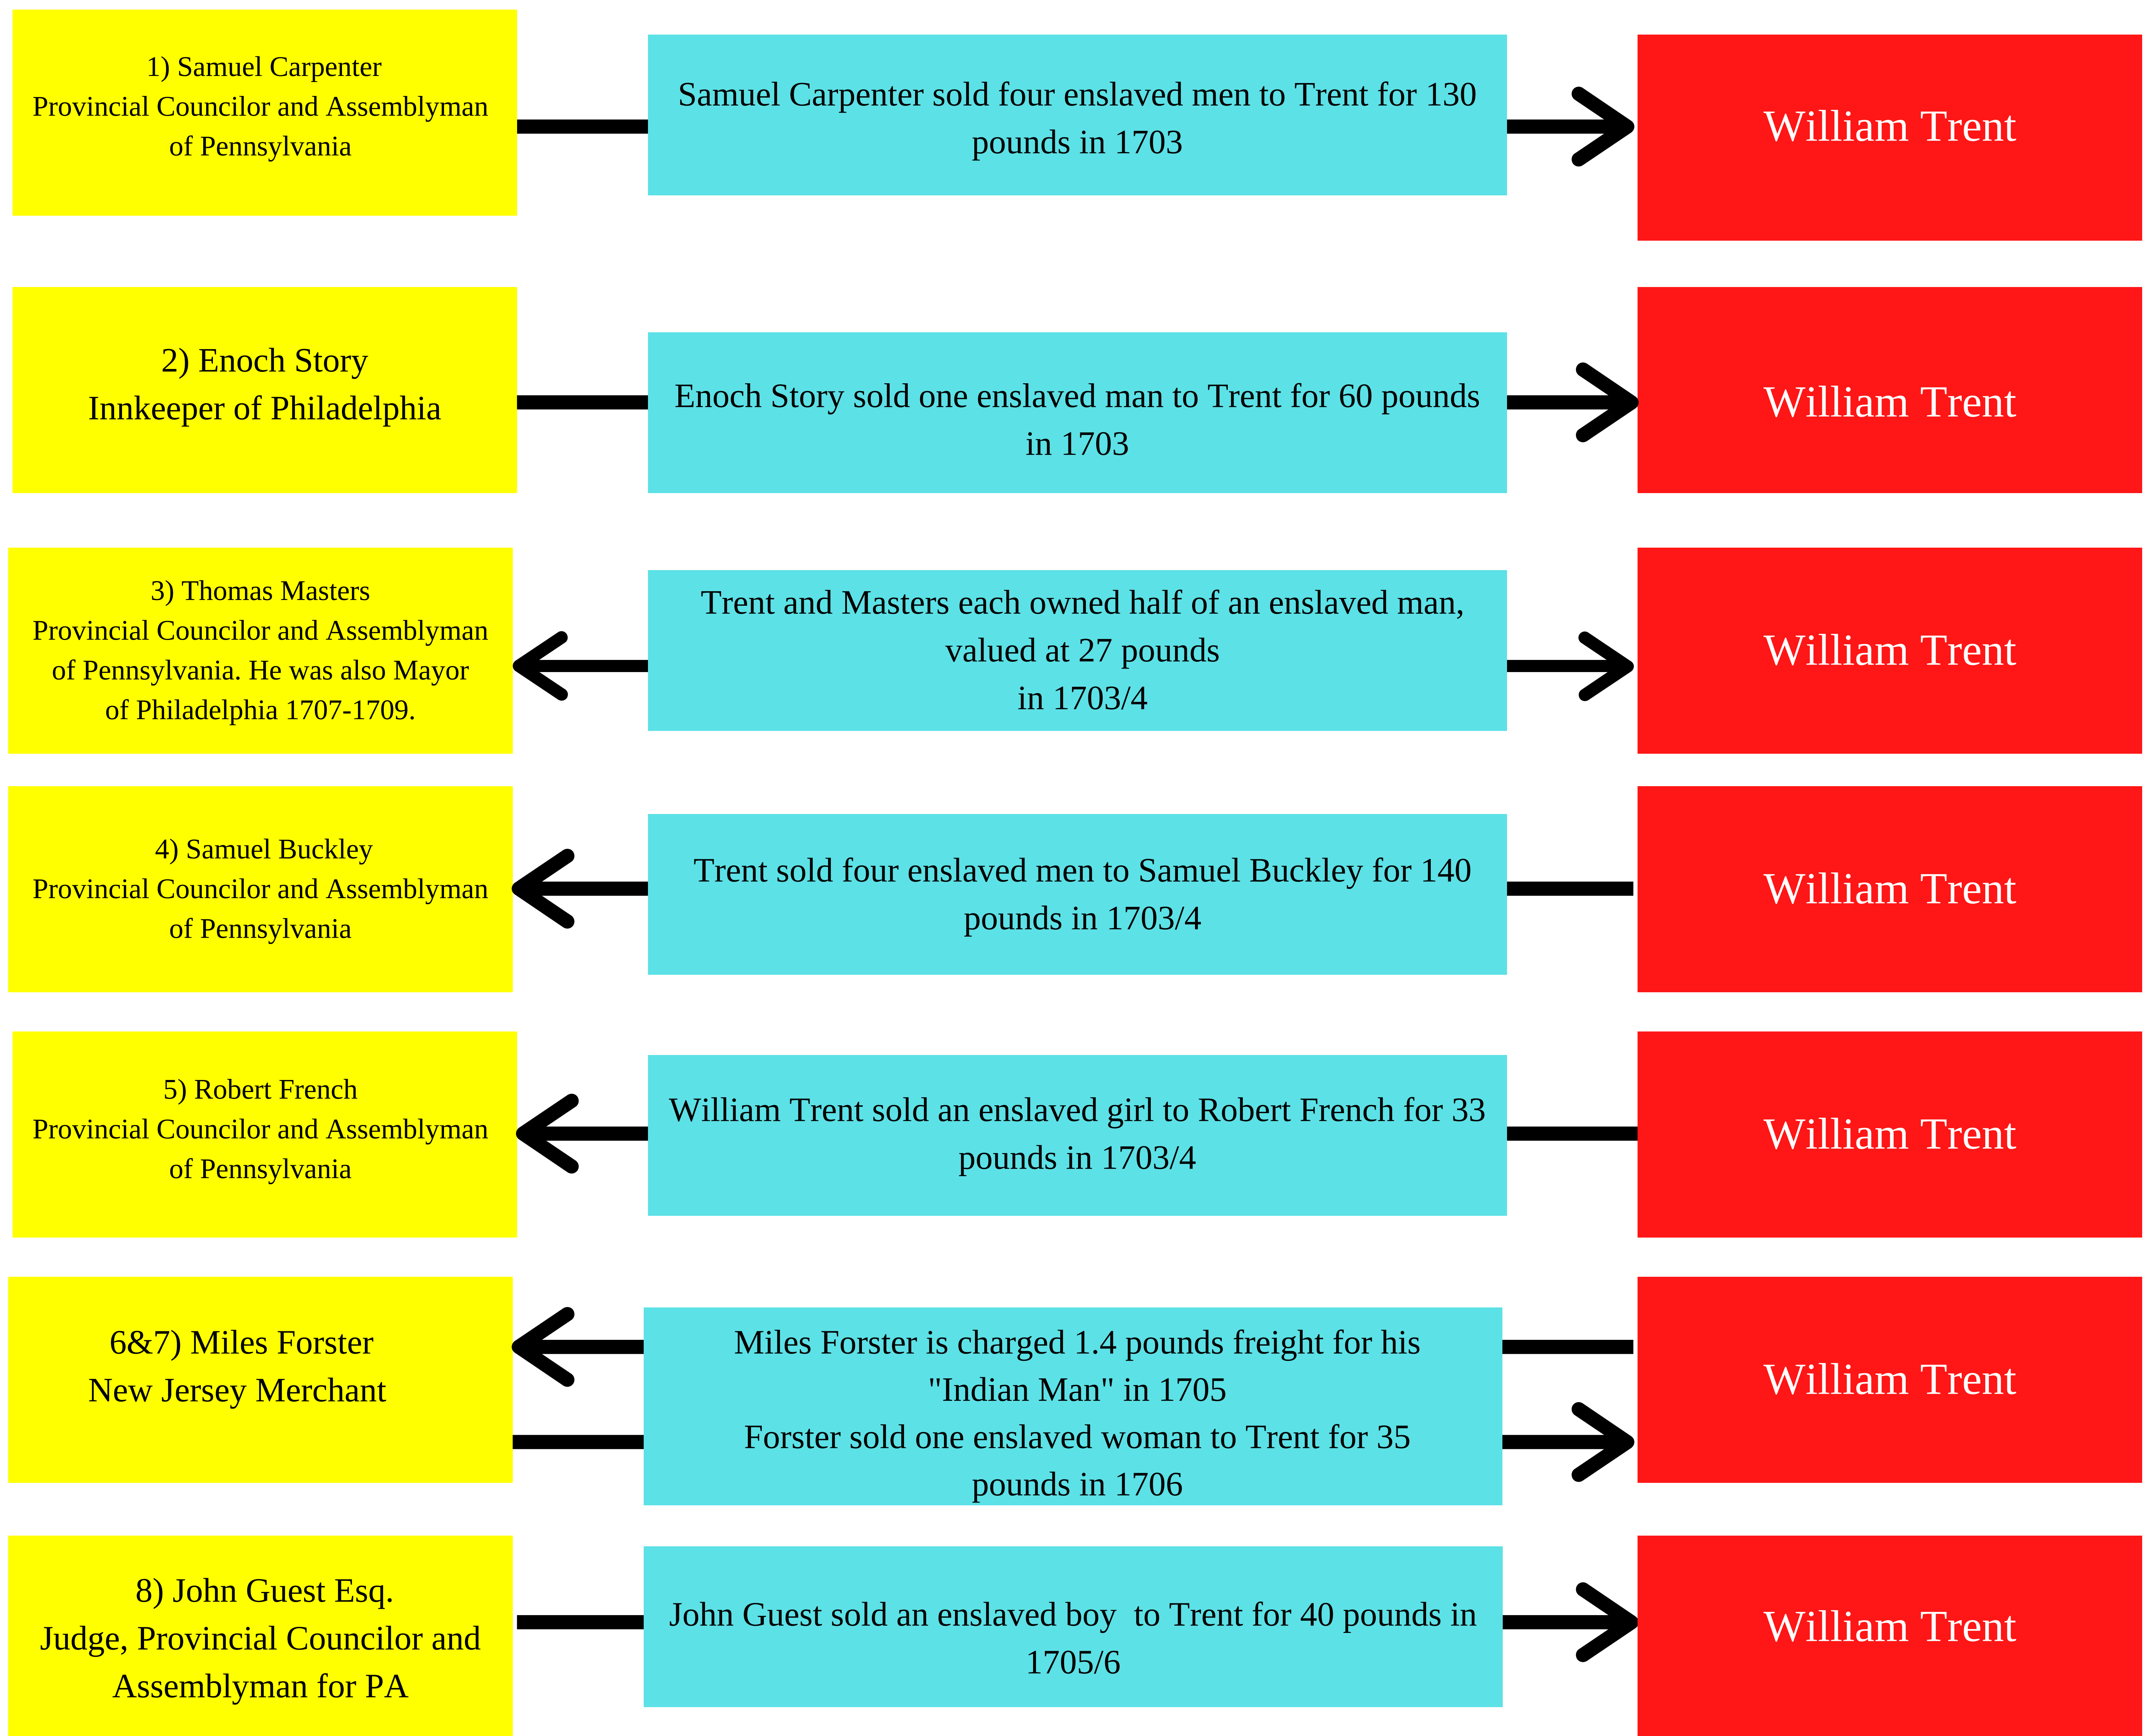 1) Samuel Carpenter
Provincial Councilor and Assemblyman
of Pennsylvania
Samuel Carpenter sold four enslaved men to Trent for 130
pounds in 1703
William Trent
2) Enoch Story
Innkeeper of Philadelphia
Enoch Story sold one enslaved man to Trent for 60 pounds
in 1703
William Trent
3) Thomas Masters
Provincial Councilor and Assemblyman
of Pennsylvania. He was also Mayor
of Philadelphia 1707-1709.
Trent and Masters each owned half of an enslaved man,
valued at 27 pounds
in 1703/4
William Trent
4) Samuel Buckley
Provincial Councilor and Assemblyman
of Pennsylvania
Trent sold four enslaved men to Samuel Buckley for 140
pounds in 1703/4
William Trent
5) Robert French
Provincial Councilor and Assemblyman
of Pennsylvania
William Trent sold an enslaved girl to Robert French for 33
pounds in 1703/4
William Trent
6&7) Miles Forster
New Jersey Merchant
Miles Forster is charged 1.4 pounds freight for his
"Indian Man" in 1705
Forster sold one enslaved woman to Trent for 35
pounds in 1706
William Trent
8) John Guest Esq.
Judge, Provincial Councilor and
Assemblyman for PA
John Guest sold an enslaved boy  to Trent for 40 pounds in
1705/6
William Trent